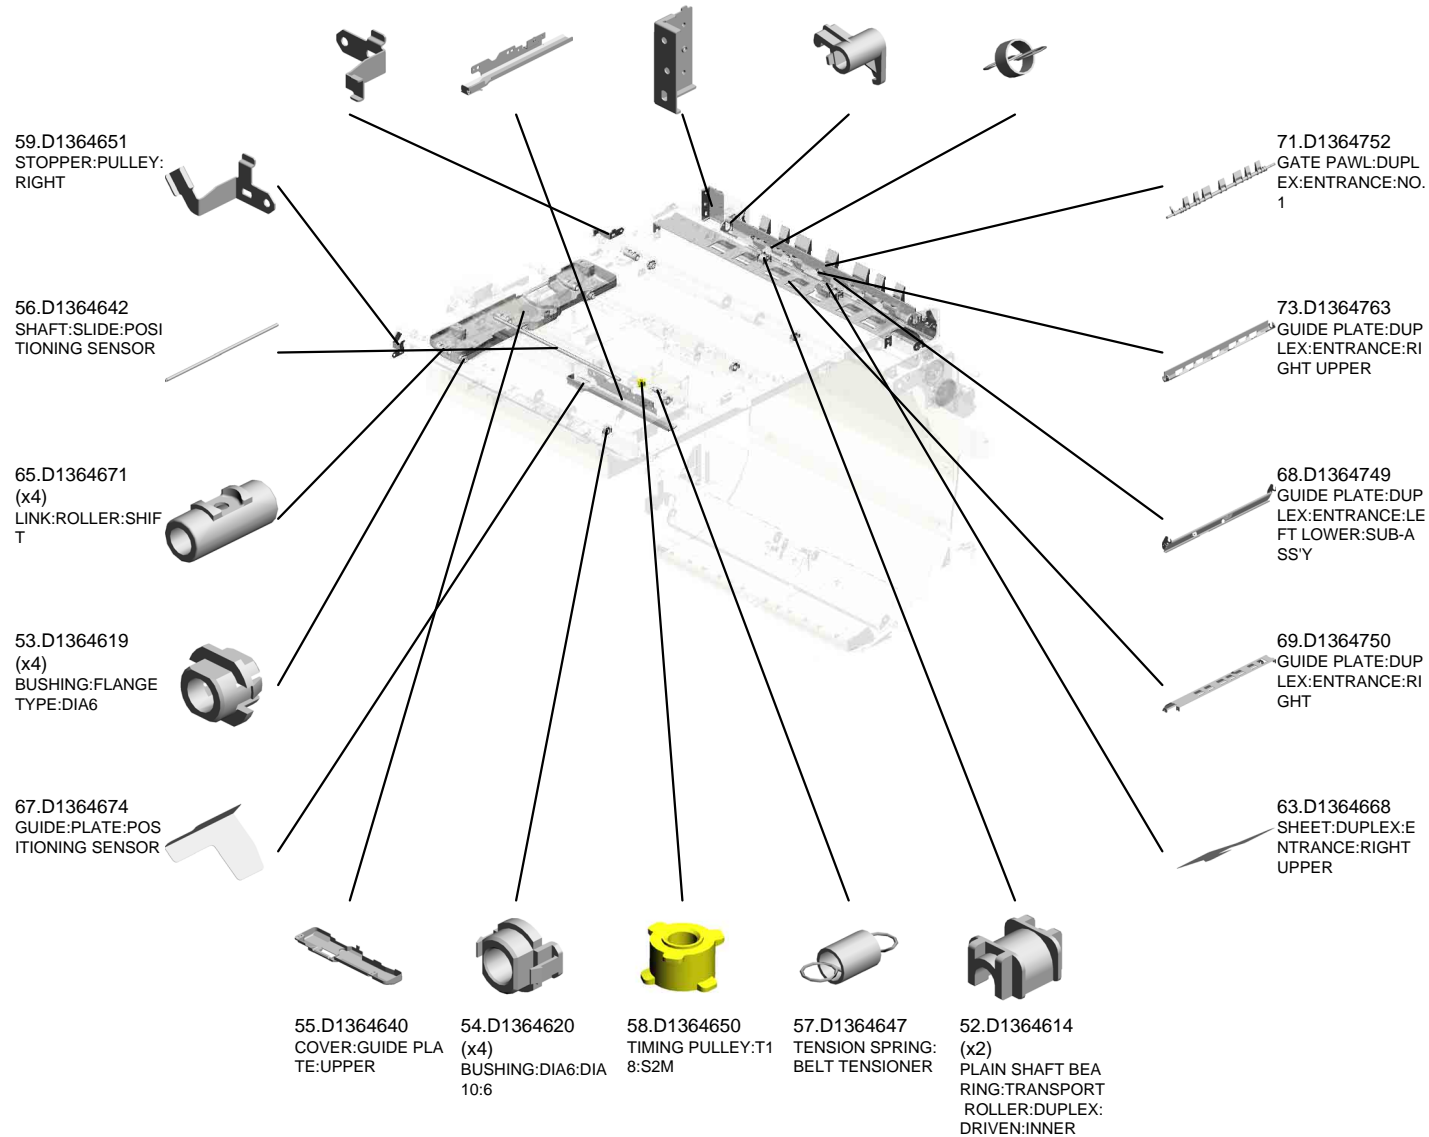 59.D1364651
STOPPER:PULLEY:
RIGHT
56.D1364642
SHAFT:SLIDE:POSI
TIONING SENSOR
65.D1364671
(x4)
LINK:ROLLER:SHIF
T
53.D1364619
(x4)
BUSHING:FLANGE
TYPE:DIA6
67.D1364674
GUIDE:PLATE:POS
ITIONING SENSOR
55.D1364640
COVER:GUIDE PLA
TE:UPPER
54.D1364620
(x4)
BUSHING:DIA6:DIA
10:6
58.D1364650
TIMING PULLEY:T1
8:S2M
57.D1364647
TENSION SPRING:
BELT TENSIONER
52.D1364614
(x2)
PLAIN SHAFT BEA
RING:TRANSPORT
ROLLER:DUPLEX:
DRIVEN:INNER
71.D1364752
GATE PAWL:DUPL
EX:ENTRANCE:NO.
1
73.D1364763
GUIDE PLATE:DUP
LEX:ENTRANCE:RI
GHT UPPER
68.D1364749
GUIDE PLATE:DUP
LEX:ENTRANCE:LE
FT LOWER:SUB-A
SS'Y
69.D1364750
GUIDE PLATE:DUP
LEX:ENTRANCE:RI
GHT
63.D1364668
SHEET:DUPLEX:E
NTRANCE:RIGHT
UPPER